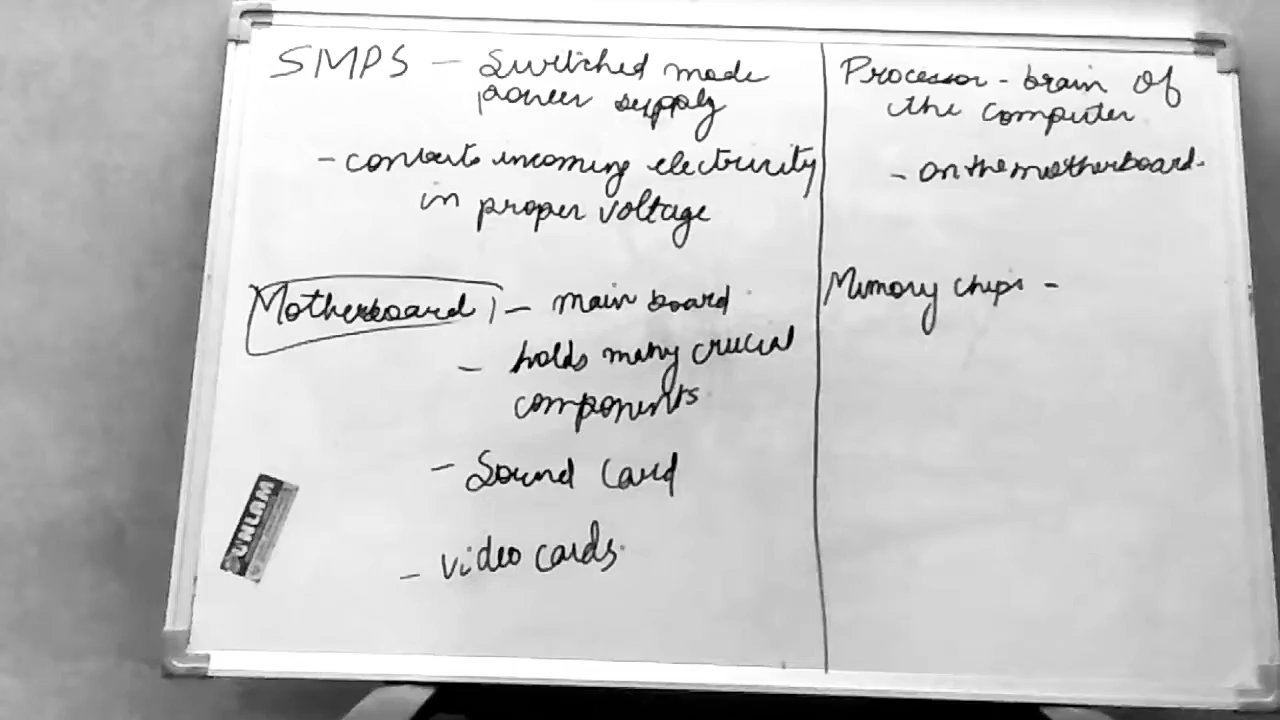 SMPS - Switched mode
power supply
- converts incoming electricity
in proper voltage
Motherboard - main board
- holds many crucial
components
- Sound Card
- video cards.
SUNLAM
Processor - brain of
the computer
- on the motherboard.
Memory chips -